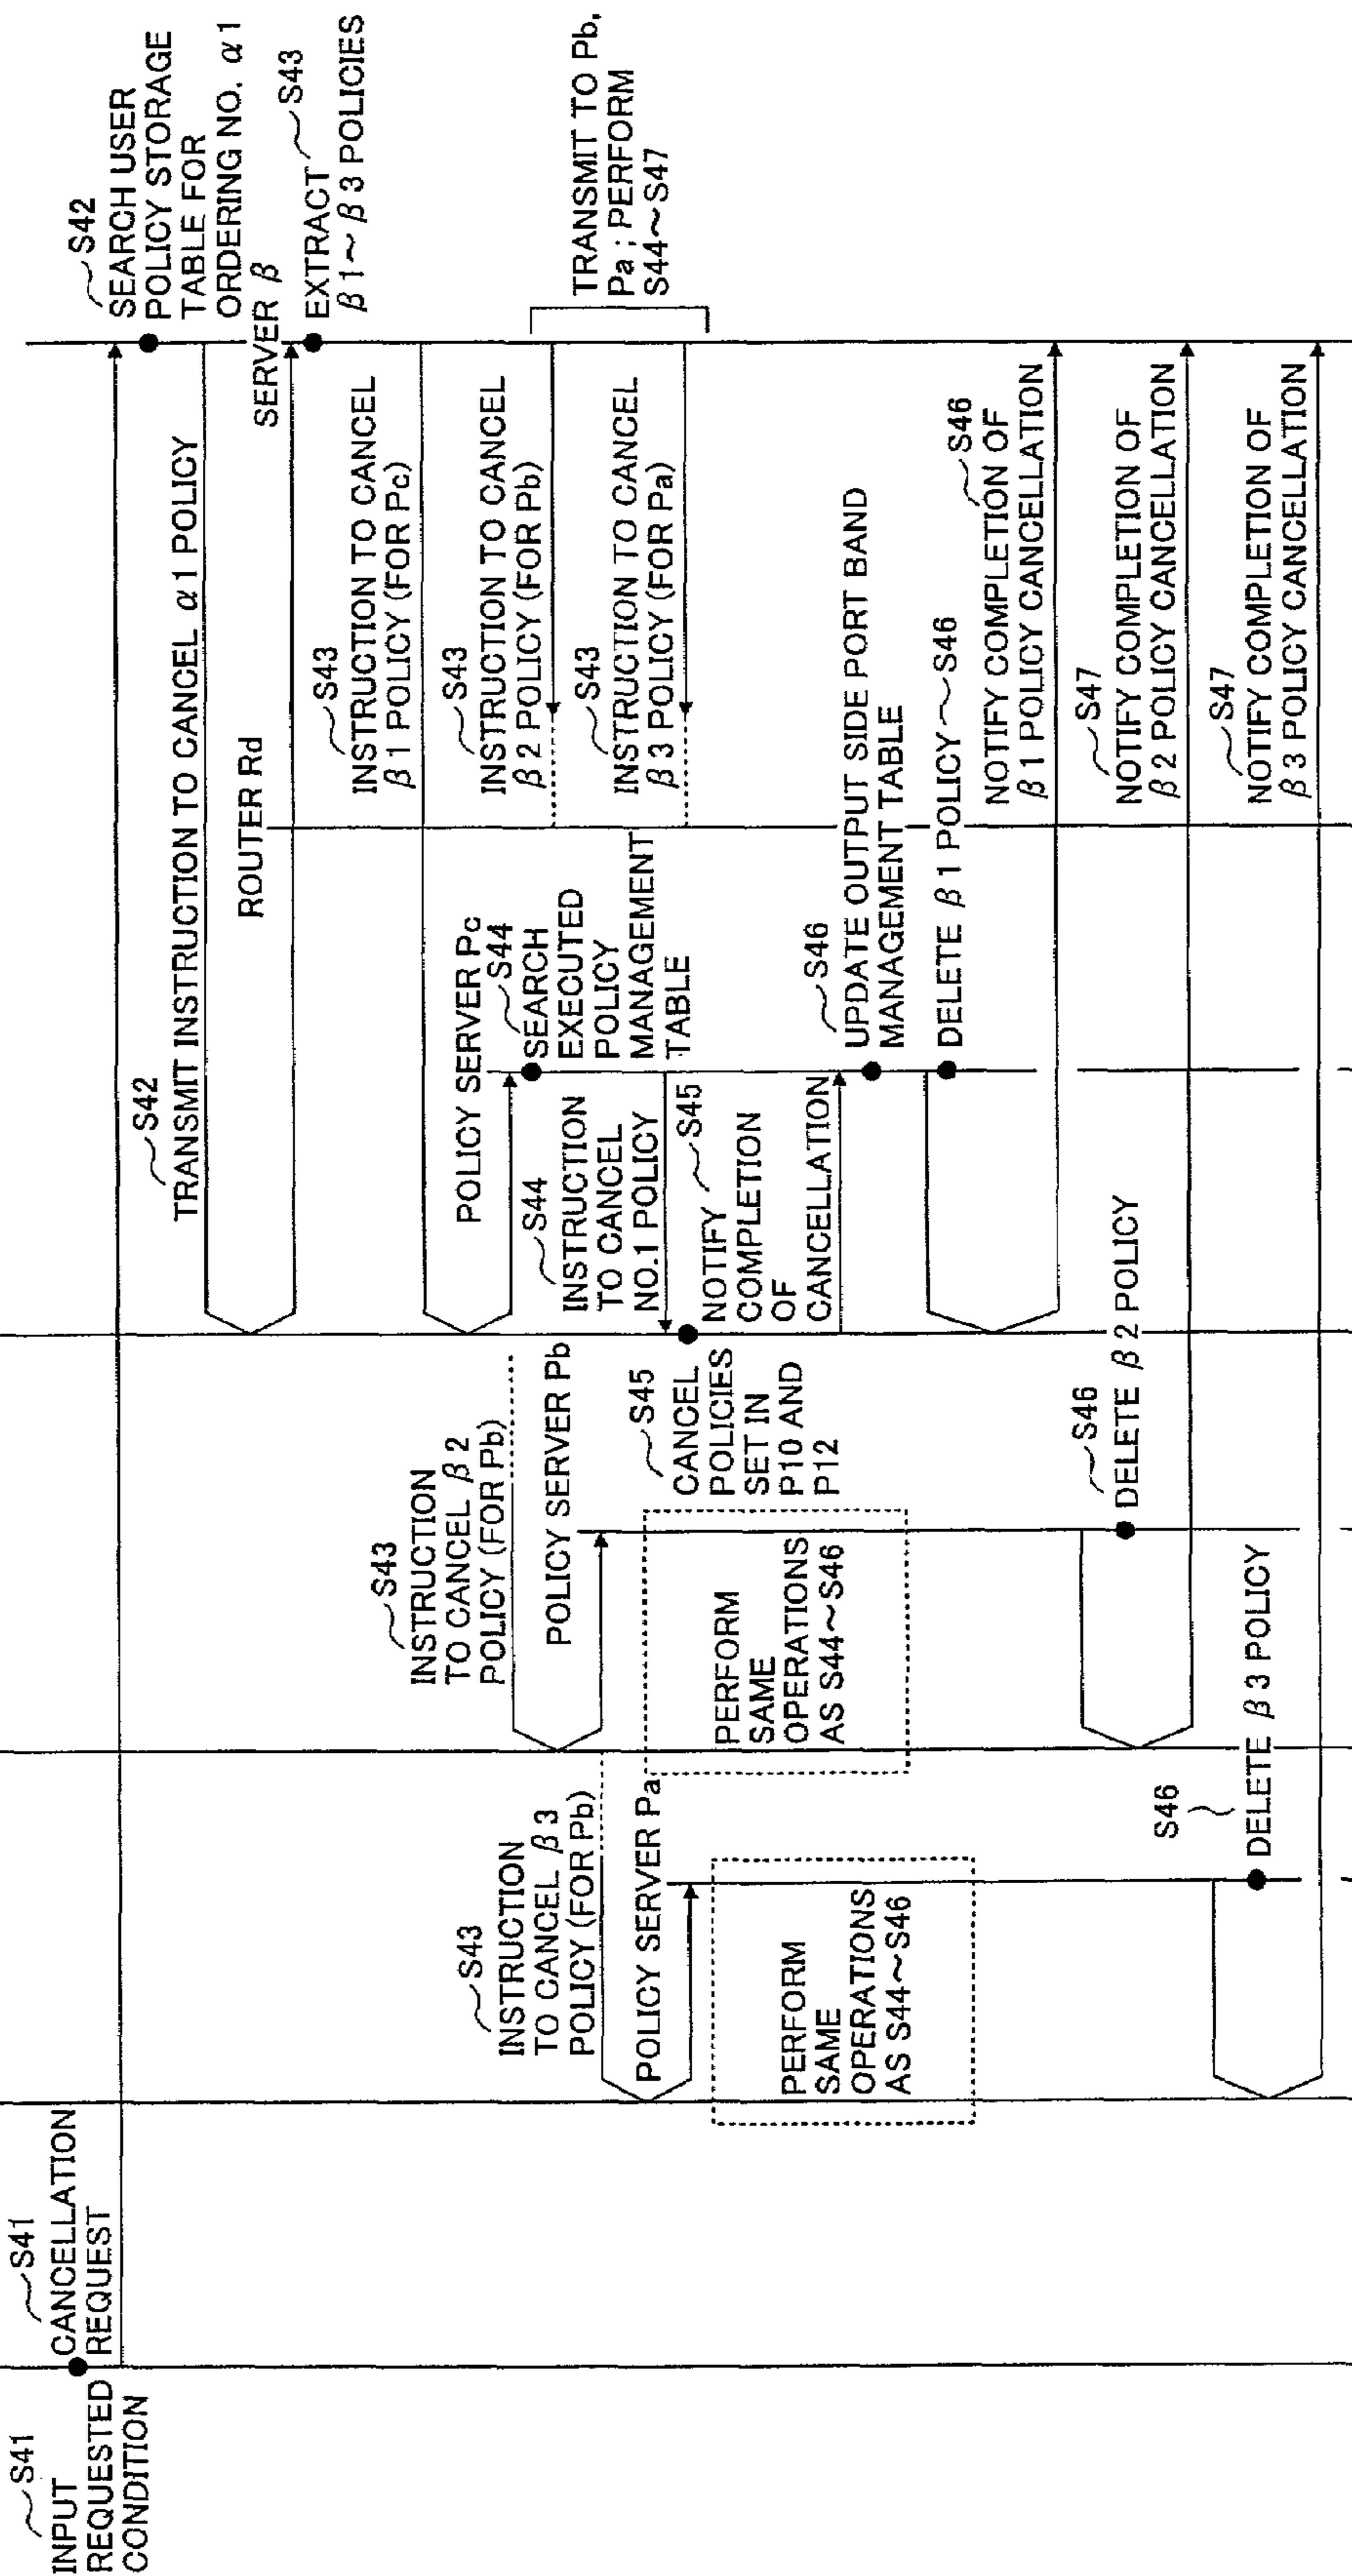 S41
INPUT
REQUESTED
CONDITION
S41
CANCELLATION
REQUEST
S42
SEARCH USER
POLICY STORAGE
TABLE FOR
ORDERING NO. α1
S42
TRANSMIT INSTRUCTION TO CANCEL α1 POLICY
ROUTER Rd
SERVER β
S43
EXTRACT
β1~β3 POLICIES
S43
INSTRUCTION TO CANCEL
β1 POLICY (FOR Pc)
S43
INSTRUCTION TO CANCEL
β2 POLICY (FOR Pb)
S43
INSTRUCTION TO CANCEL
β3 POLICY (FOR Pa)
TRANSMIT TO Pb,
Pa ; PERFORM
S44~S47
POLICY SERVER Pc
S44
SEARCH
EXECUTED
POLICY
MANAGEMENT
TABLE
S44
INSTRUCTION
TO CANCEL
NO.1 POLICY
S43
INSTRUCTION
TO CANCEL β2
POLICY (FOR Pb)
POLICY SERVER Pb
S45
CANCEL
POLICIES
SET IN
P10 AND
P12
S45
NOTIFY
COMPLETION
OF
CANCELLATION
S43
INSTRUCTION
TO CANCEL β3
POLICY (FOR Pb)
POLICY SERVER Pa
PERFORM
SAME
OPERATIONS
AS S44~S46
PERFORM
SAME
OPERATIONS
AS S44~S46
S46
UPDATE OUTPUT SIDE PORT BAND
MANAGEMENT TABLE
DELETE β1 POLICY
S46
S46
NOTIFY COMPLETION OF
β1 POLICY CANCELLATION
S46
DELETE β2 POLICY
S47
NOTIFY COMPLETION OF
β2 POLICY CANCELLATION
S46
DELETE β3 POLICY
S47
NOTIFY COMPLETION OF
β3 POLICY CANCELLATION